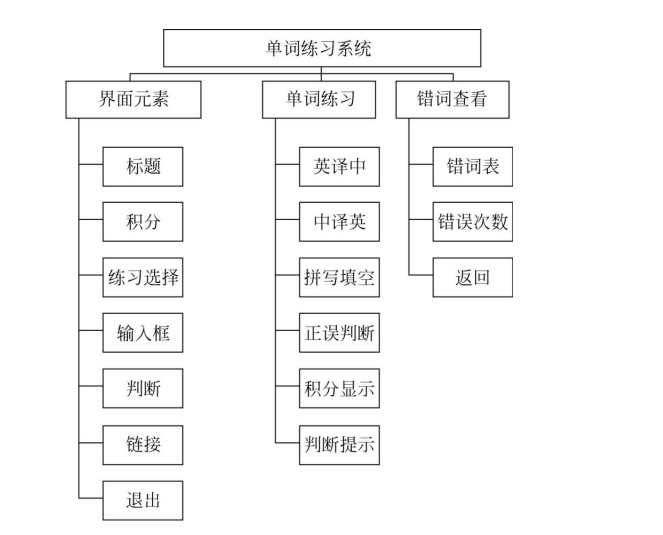 单词练习系统
界面元素
标题
积分
练习选择
输入框
判断
链接
退出
单词练习
英译中
中译英
拼写填空
正误判断
积分显示
判断提示
错词查看
错词表
错误次数
返回